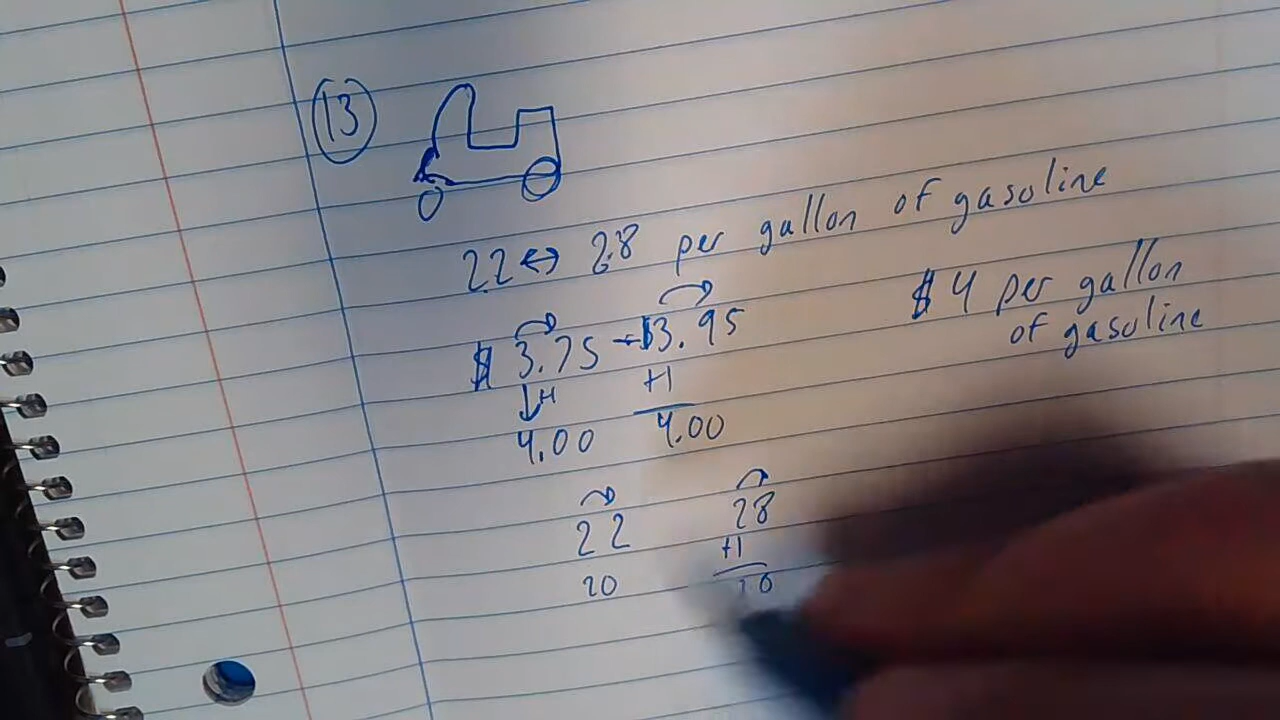 13
22 ↔ 28 per gallon of gasoline
$ 3.75 - $3.95
$4 per gallon
of gasoline
+1 +1
4.00 4.00
22 28
+1
20